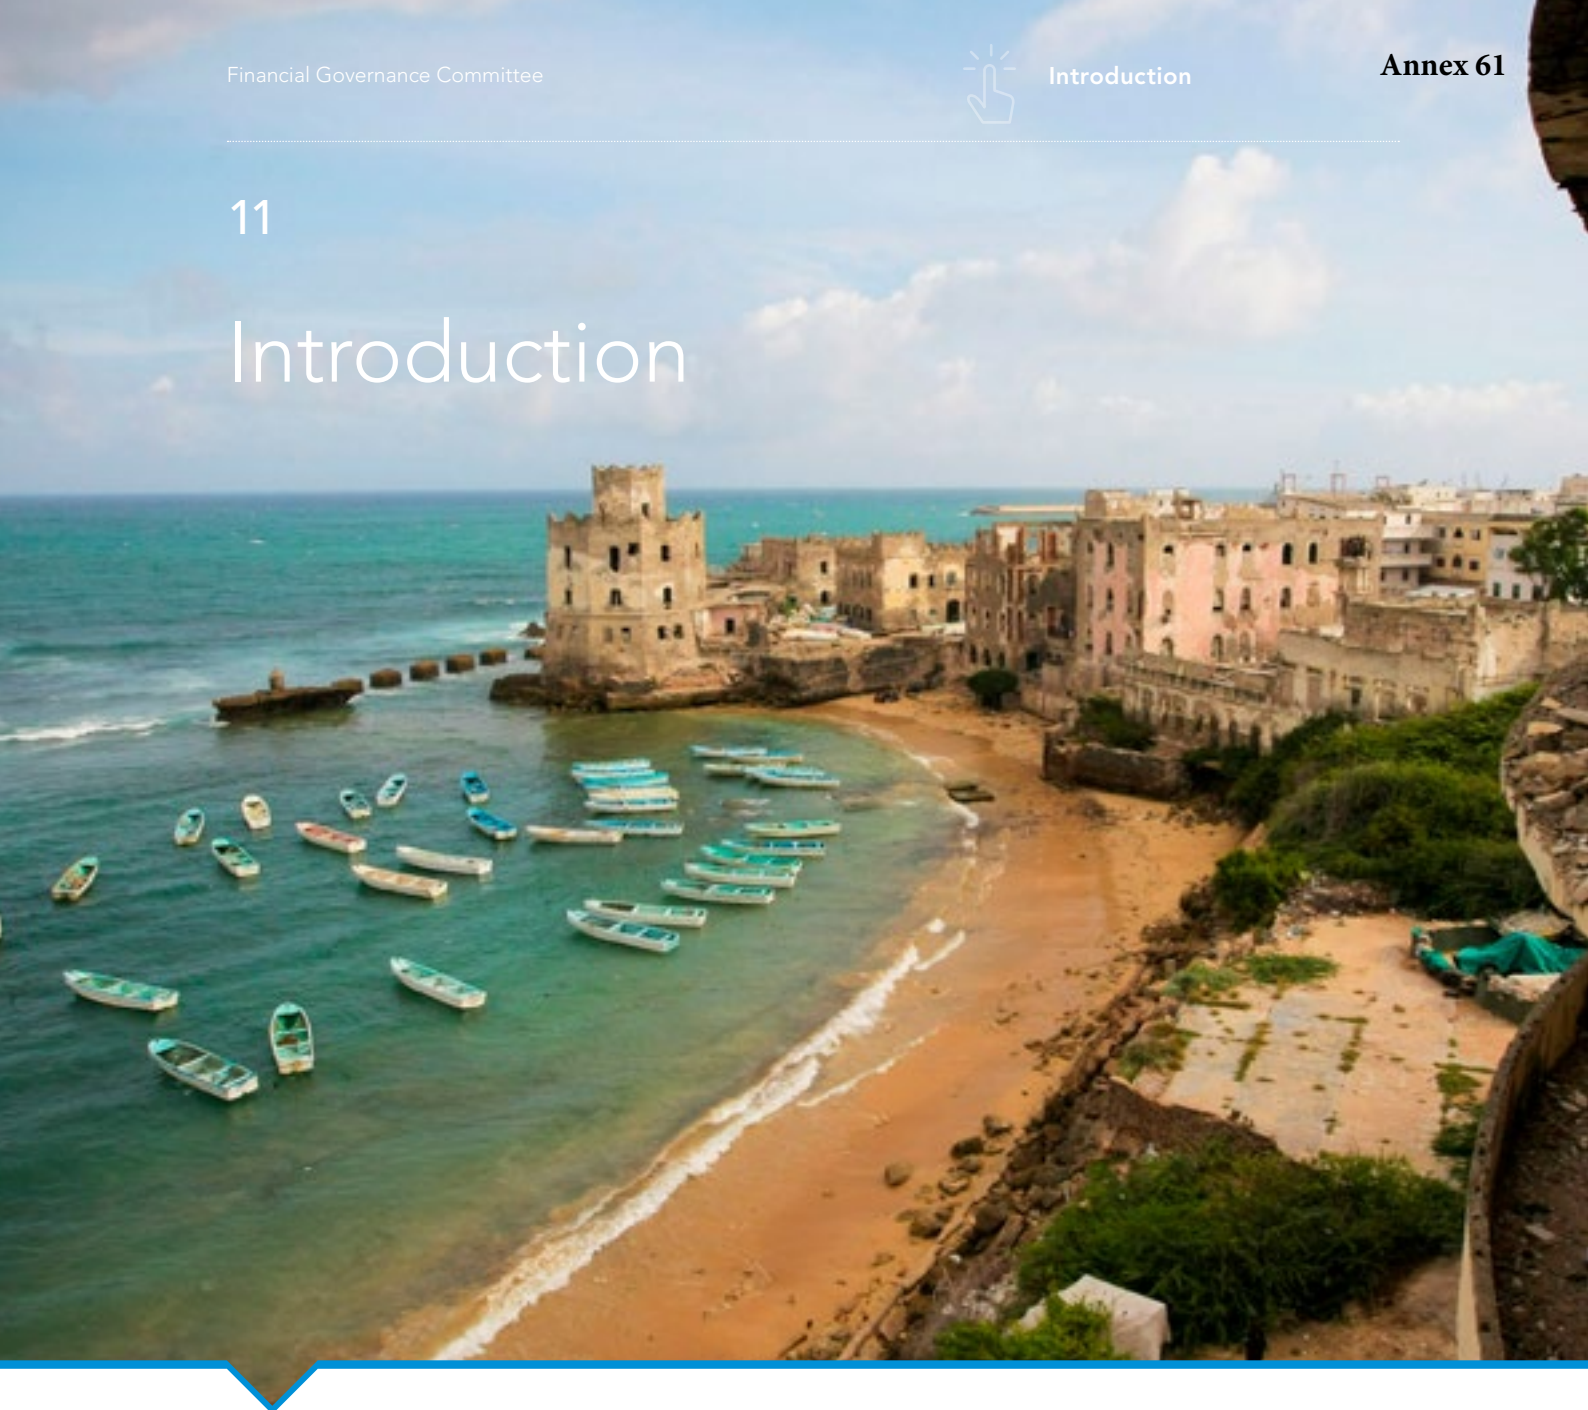 Financial Governance Committee
Introduction
Annex 61
11
Introduction